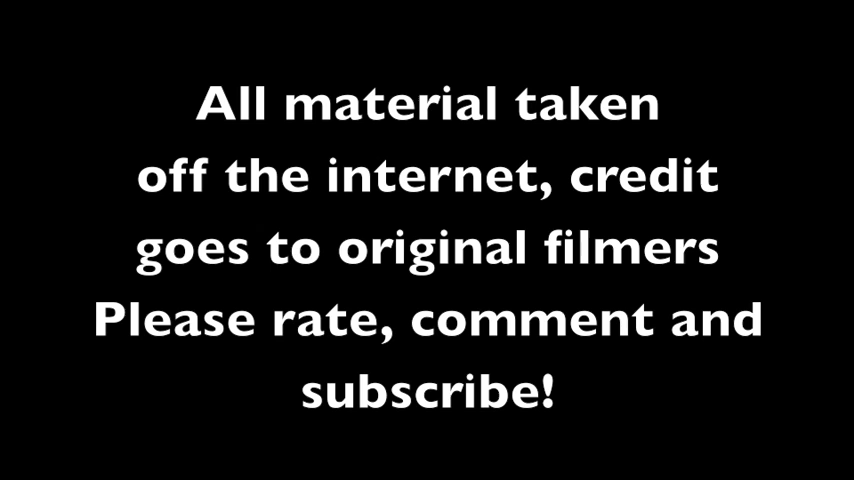 All material taken
off the internet, credit
goes to original filmers
Please rate, comment and
subscribe!